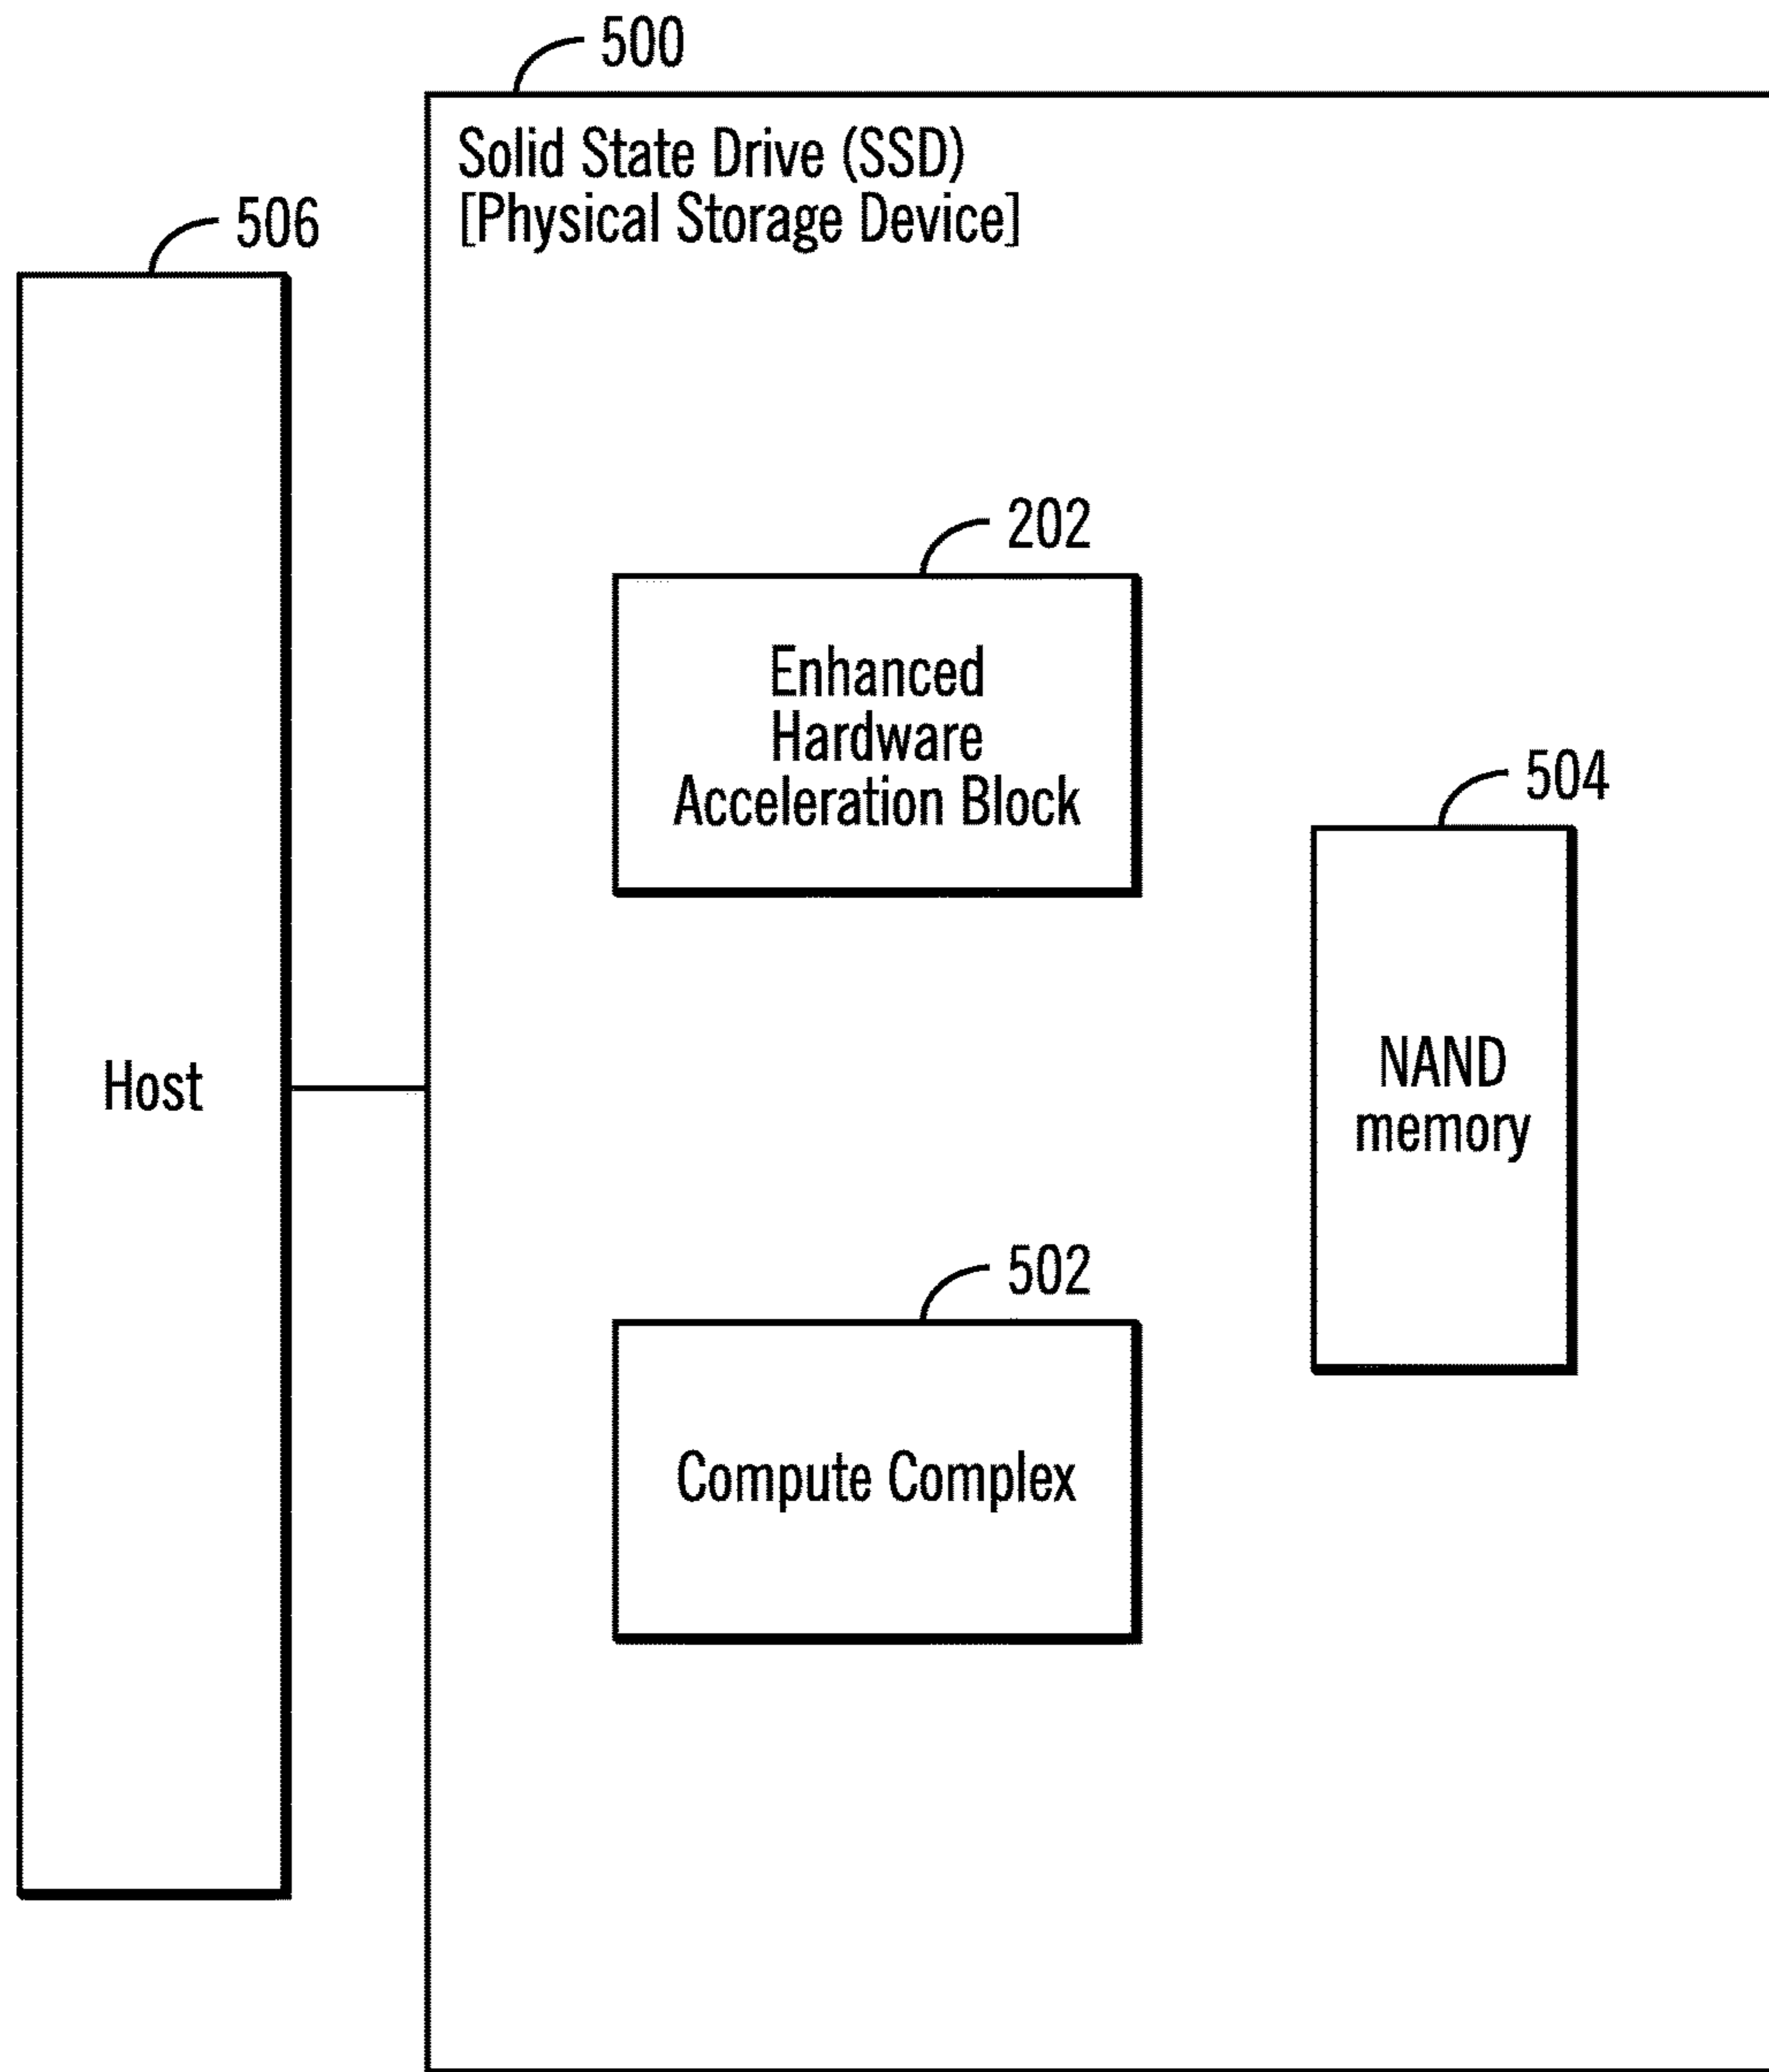 500
Solid State Drive (SSD)
[Physical Storage Device]
506
202
Enhanced
Hardware
Acceleration Block
504
Host
NAND
memory
502
Compute Complex